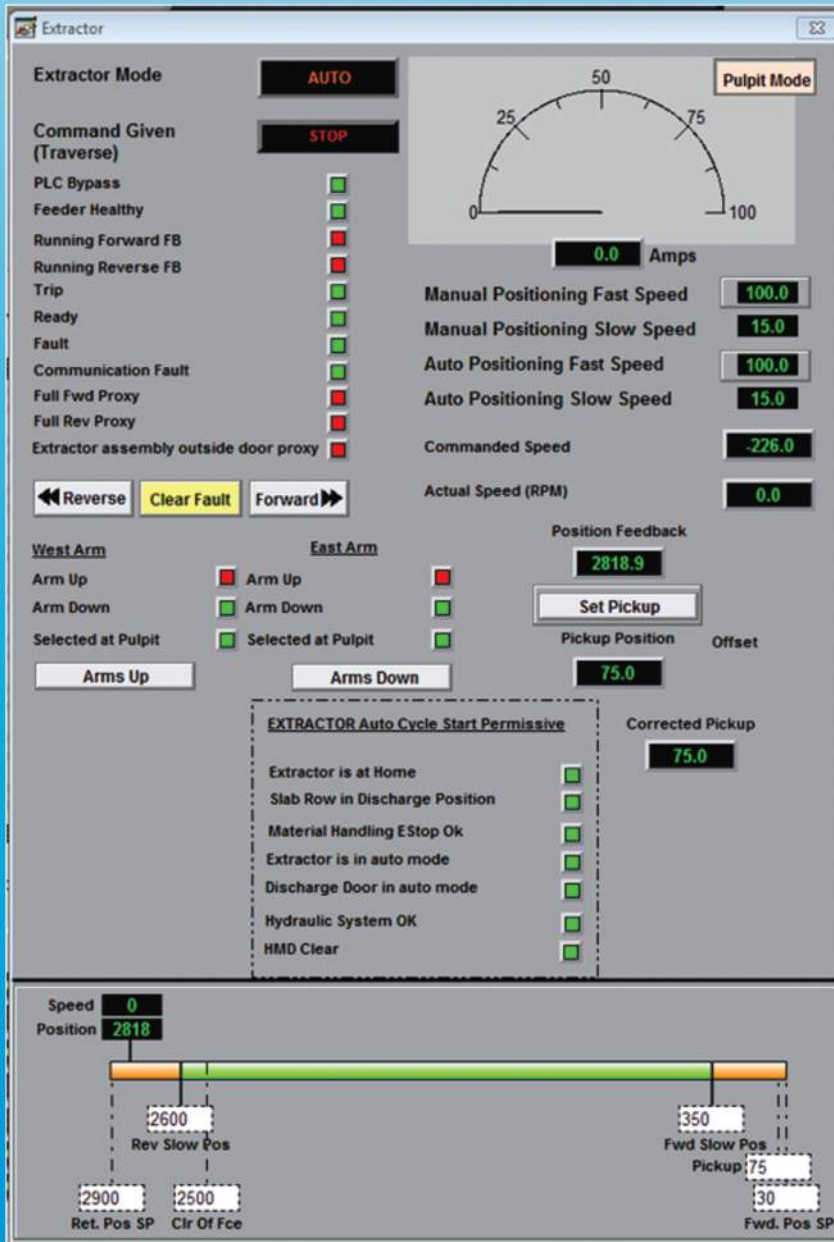 Extractor
Extractor Mode AUTO
Pulpit Mode
0 25 50 75 100
Command Given (Traverse) STOP
PLC Bypass
Feeder Healthy
Running Forward FB
Running Reverse FB
Trip
Ready
Fault
Communication Fault
Full Fwd Proxy
Full Rev Proxy
Extractor assembly outside door proxy
0.0 Amps
Manual Positioning Fast Speed 100.0
Manual Positioning Slow Speed 15.0
Auto Positioning Fast Speed 100.0
Auto Positioning Slow Speed 15.0
Commanded Speed -226.0
Actual Speed (RPM) 0.0
Reverse Clear Fault Forward
West Arm East Arm
Arm Up Arm Up
Arm Down Arm Down
Selected at Pulpit Selected at Pulpit
Arms Up Arms Down
Position Feedback
2818.9
Set Pickup
Pickup Position Offset
75.0
Corrected Pickup
75.0
EXTRACTOR Auto Cycle Start Permissive
Extractor is at Home
Slab Row in Discharge Position
Material Handling EStop Ok
Extractor is in auto mode
Discharge Door in auto mode
Hydraulic System OK
HMD Clear
Speed 0
Position 2818
2600 350
Rev Slow Pos Fwd Slow Pos
Pickup 75
2900 2500 30
Ret. Pos SP Clr Of Fce Fwd. Pos SP